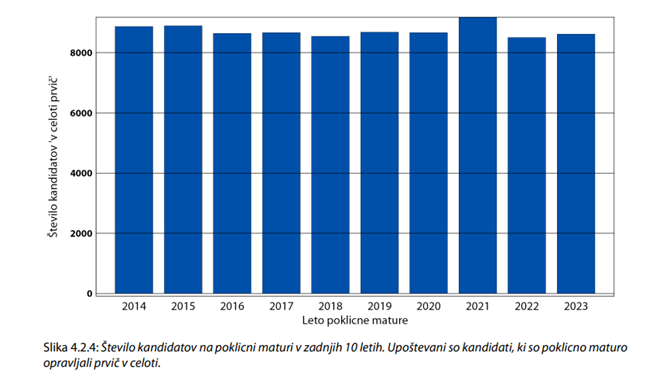 8000
6000
4000
2000
0
Število kandidatov 'v celoti prvič'
2014 2015 2016 2017 2018 2019 2020 2021 2022 2023
Leto poklicne mature
Slika 4.2.4: Število kandidatov na poklicni maturi v zadnjih 10 letih. Upoštevani so kandidati, ki so poklicno maturo
opravljali prvič v celoti.